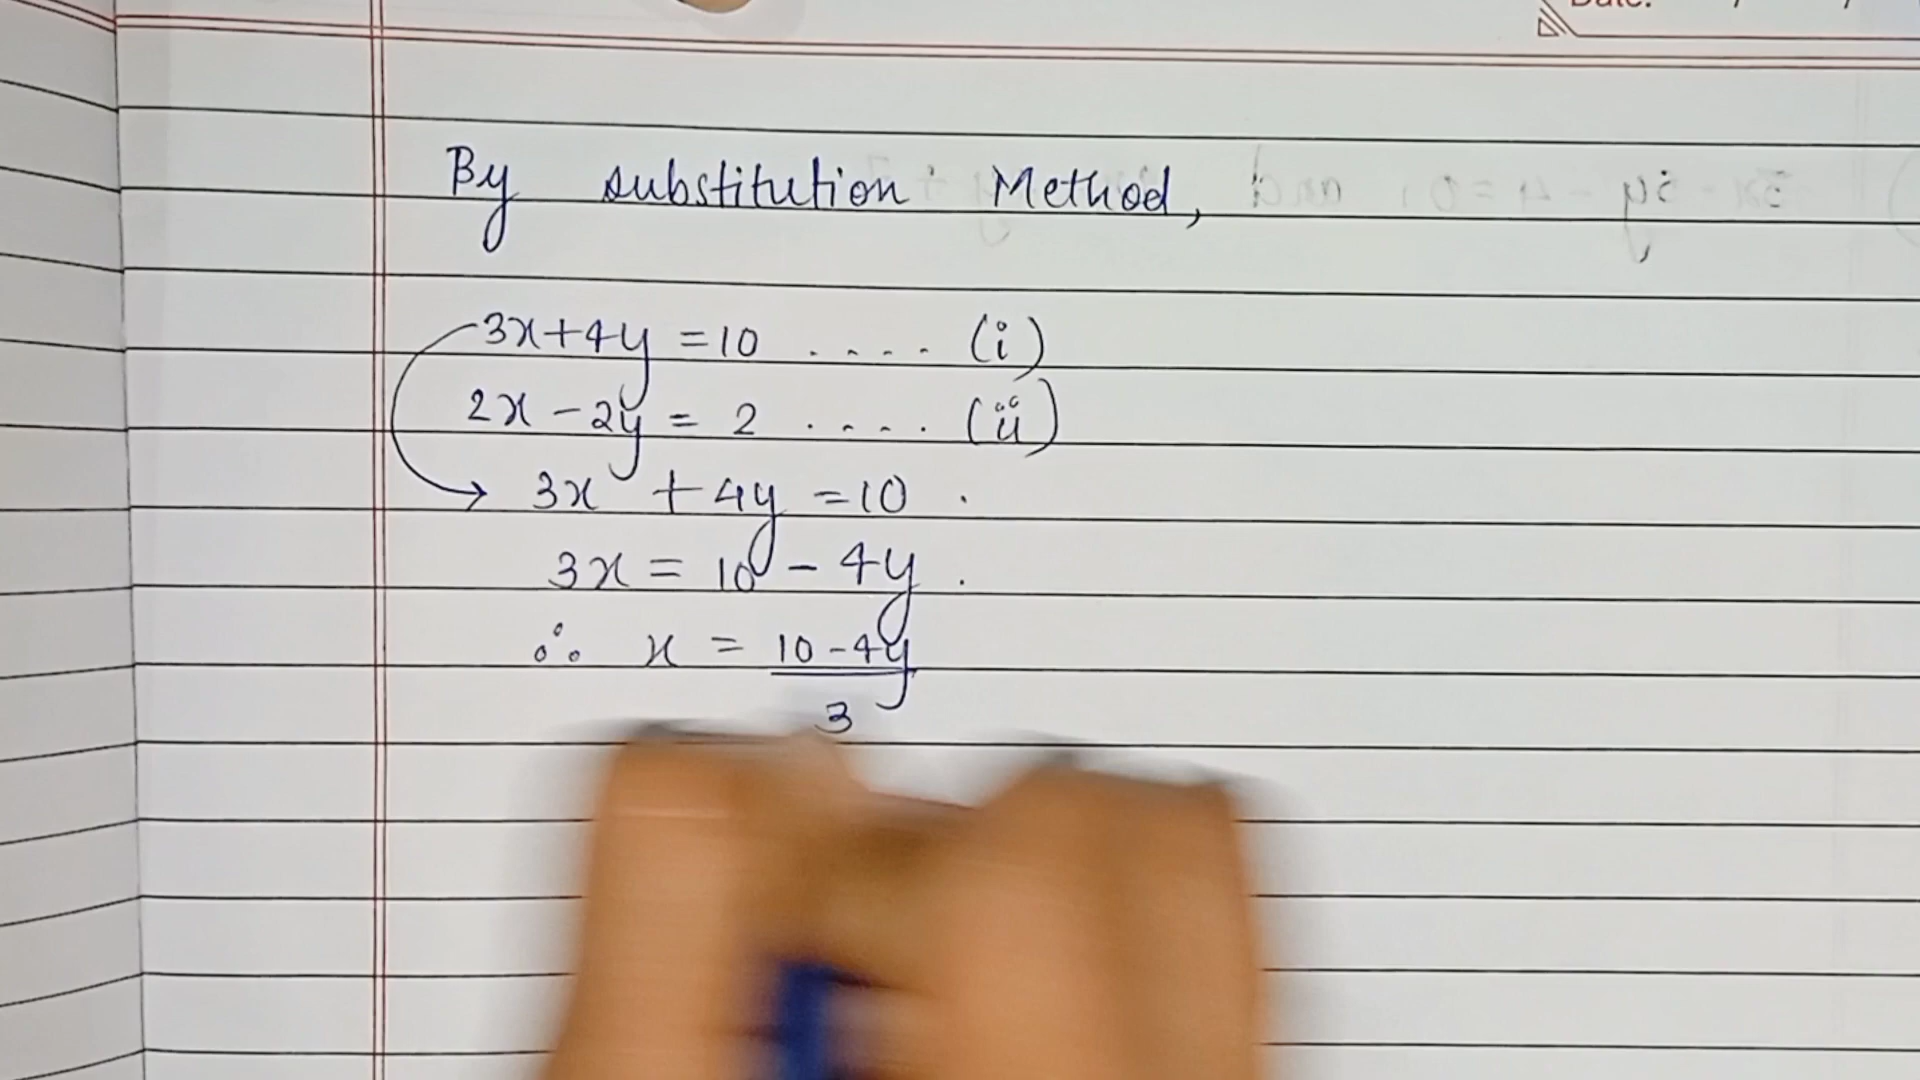 Date:
By substitution Method,
3x+4y = 10 .... (i)
2x - 2y = 2 .... (ii)
3x + 4y = 10 .
3x = 10 - 4y .
∴ x = 10 - 4y
3